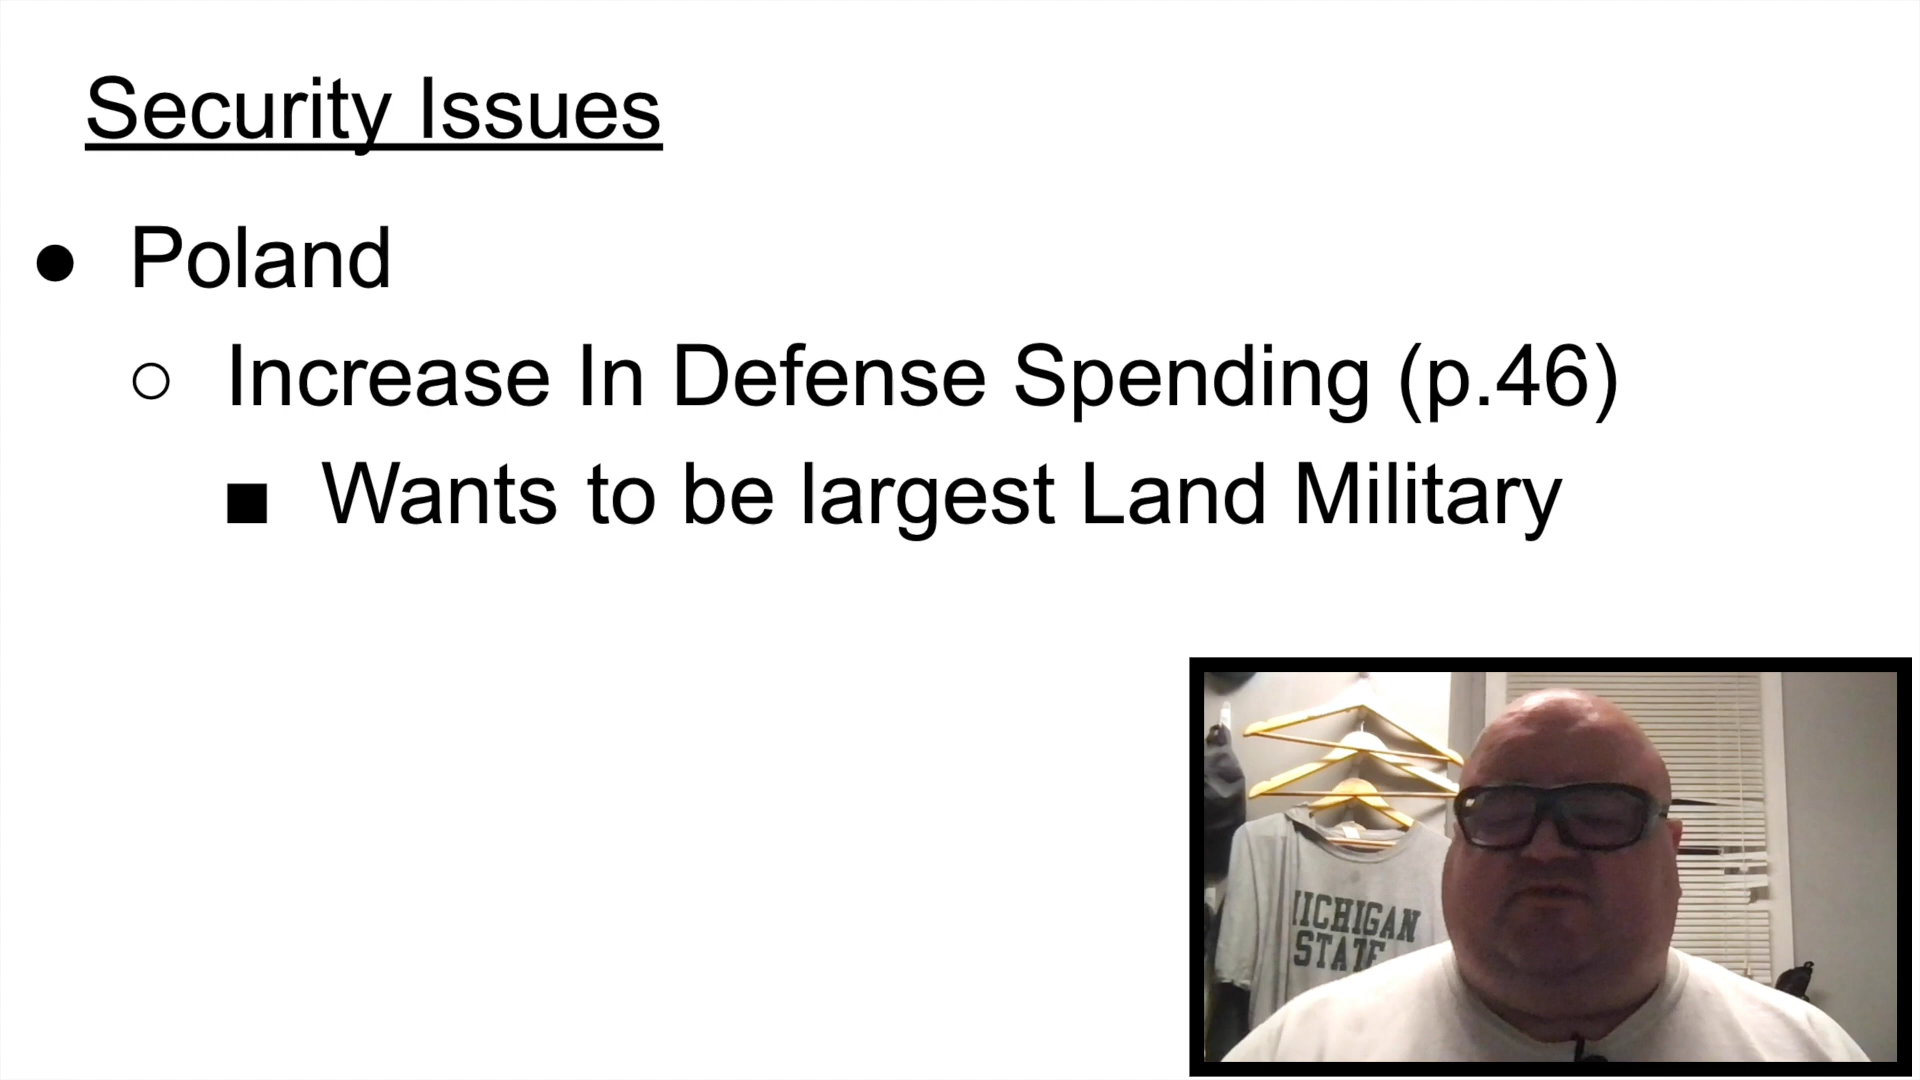 Security Issues
● Poland
○ Increase In Defense Spending (p.46)
■ Wants to be largest Land Military
MICHIGAN
STATE